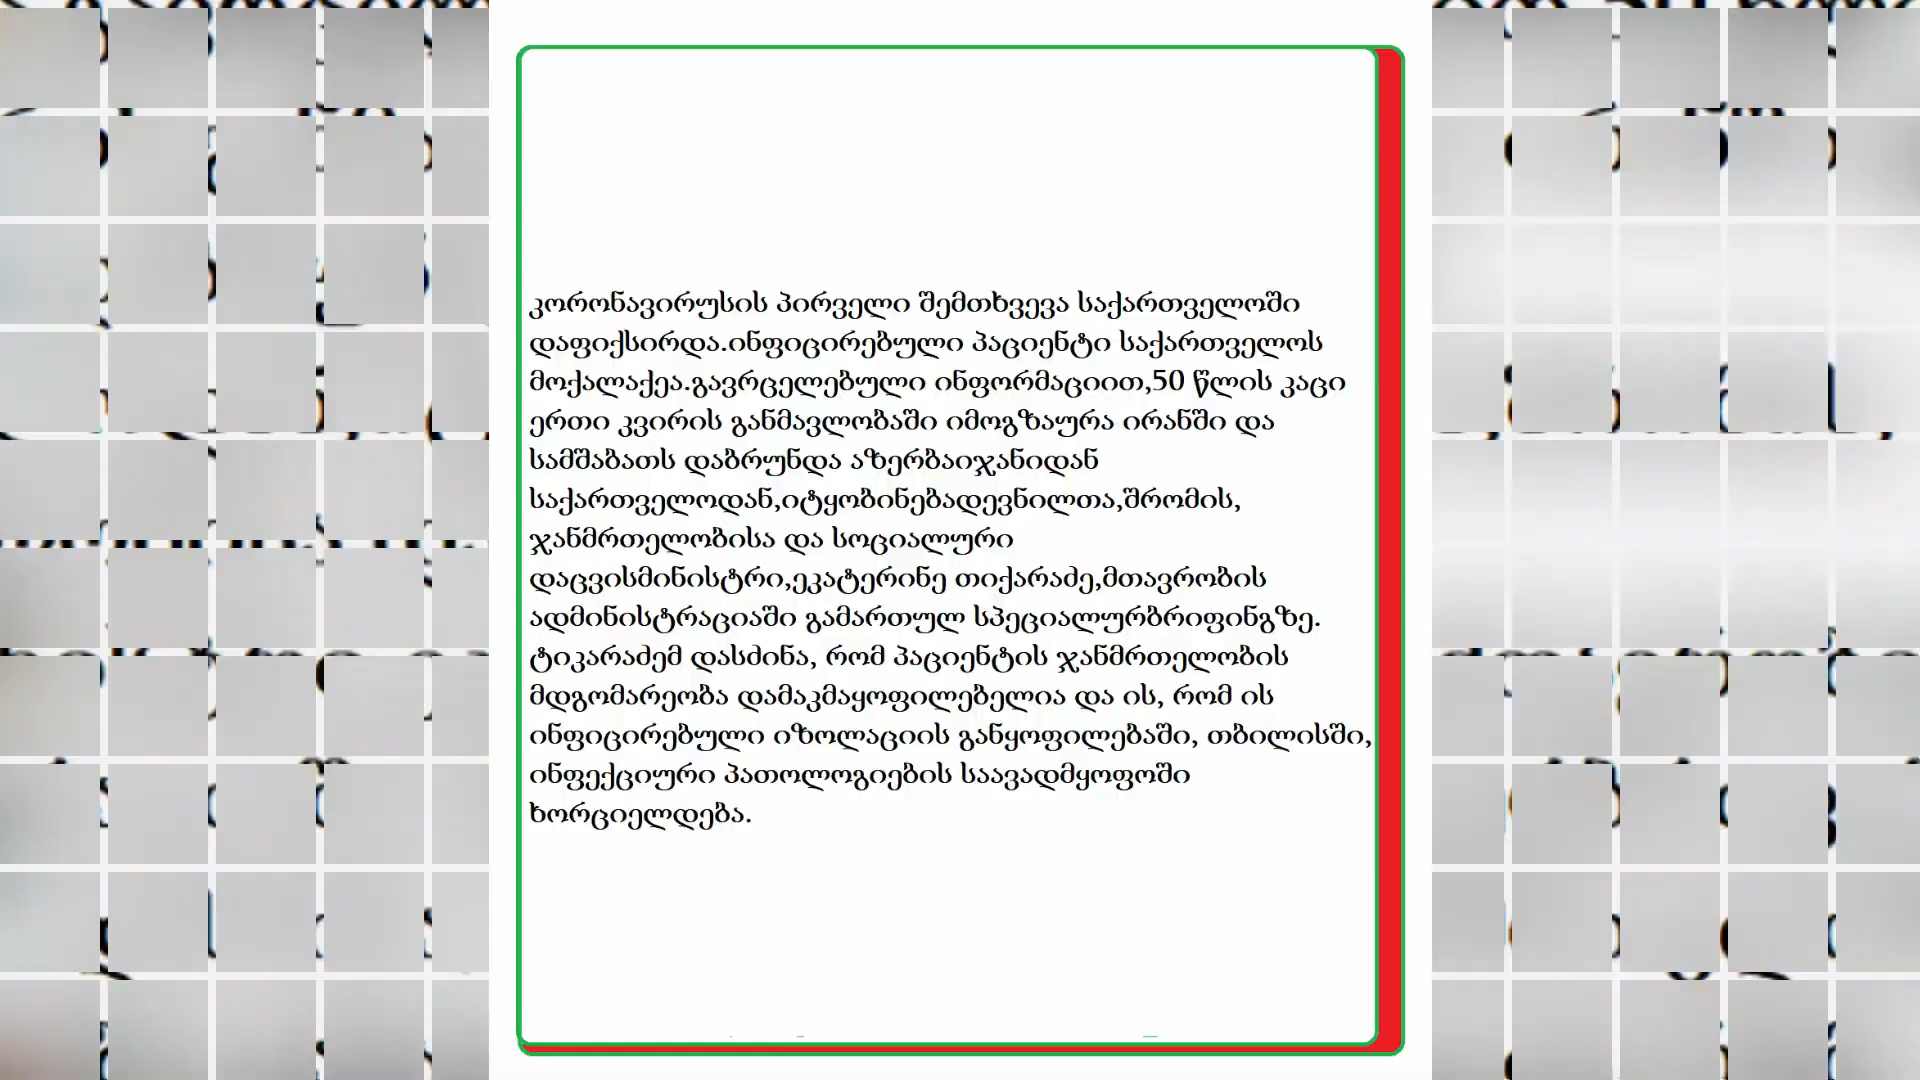 კორონავირუსის პირველი შემთხვევა საქართველოში
დაფიქსირდა.ინფიცირებული პაციენტი საქართველოს
მოქალაქეა.გავრცელებული ინფორმაციით,50 წლის კაცი
ერთი კვირის განმავლობაში იმოგზაურა ირანში და
სამშაბათს დაბრუნდა აზერბაიჯანიდან
საქართველოდან,იტყობინებადევნილთა,შრომის,
ჯანმრთელობისა და სოციალური
დაცვისმინისტრი,ეკატერინე თიქარაძე,მთავრობის
ადმინისტრაციაში გამართულ სპეციალურბრიფინგზე.
ტიკარაძემ დასძინა, რომ პაციენტის ჯანმრთელობის
მდგომარეობა დამაკმაყოფილებელია და ის, რომ ის
ინფიცირებული იზოლაციის განყოფილებაში, თბილისში,
ინფექციური პათოლოგიების საავადმყოფოში
ხორციელდება.